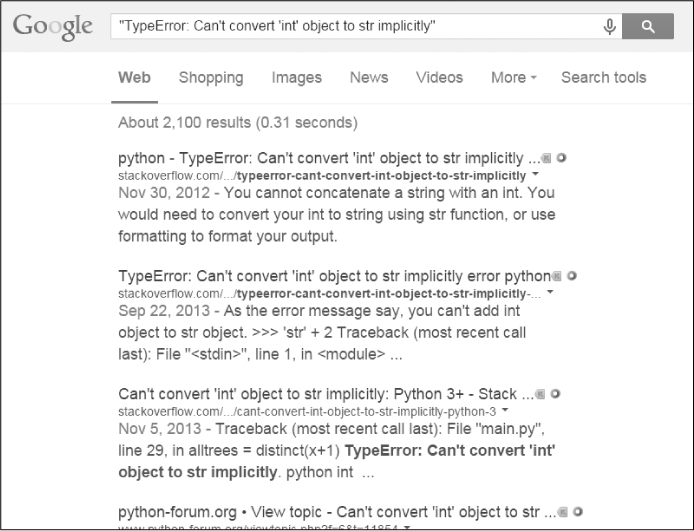 Google "TypeError: Can't convert 'int' object to str implicitly"
Web Shopping Images News Videos More Search tools
About 2,100 results (0.31 seconds)
python - TypeError: Can't convert 'int' object to str implicitly ...
stackoverflow.com/.../typeerror-cant-convert-int-object-to-str-implicitly
Nov 30, 2012 - You cannot concatenate a string with an int. You
would need to convert your int to string using str function, or use
formatting to format your output.
TypeError: Can't convert 'int' object to str implicitly error python
stackoverflow.com/.../typeerror-cant-convert-int-object-to-str-implicitly-...
Sep 22, 2013 - As the error message say, you can't add int
object to str object. >>> 'str' + 2 Traceback (most recent call
last): File "<stdin>", line 1, in <module> ...
Can't convert 'int' object to str implicitly: Python 3+ - Stack ...
stackoverflow.com/.../cant-convert-int-object-to-str-implicitly-python-3
Nov 5, 2013 - Traceback (most recent call last): File "main.py",
line 29, in alltrees = distinct(x+1) TypeError: Can't convert 'int'
object to str implicitly. python int ...
python-forum.org • View topic - Can't convert 'int' object to str ...
www.python-forum.org/viewtopic.php?f=6&t=11854